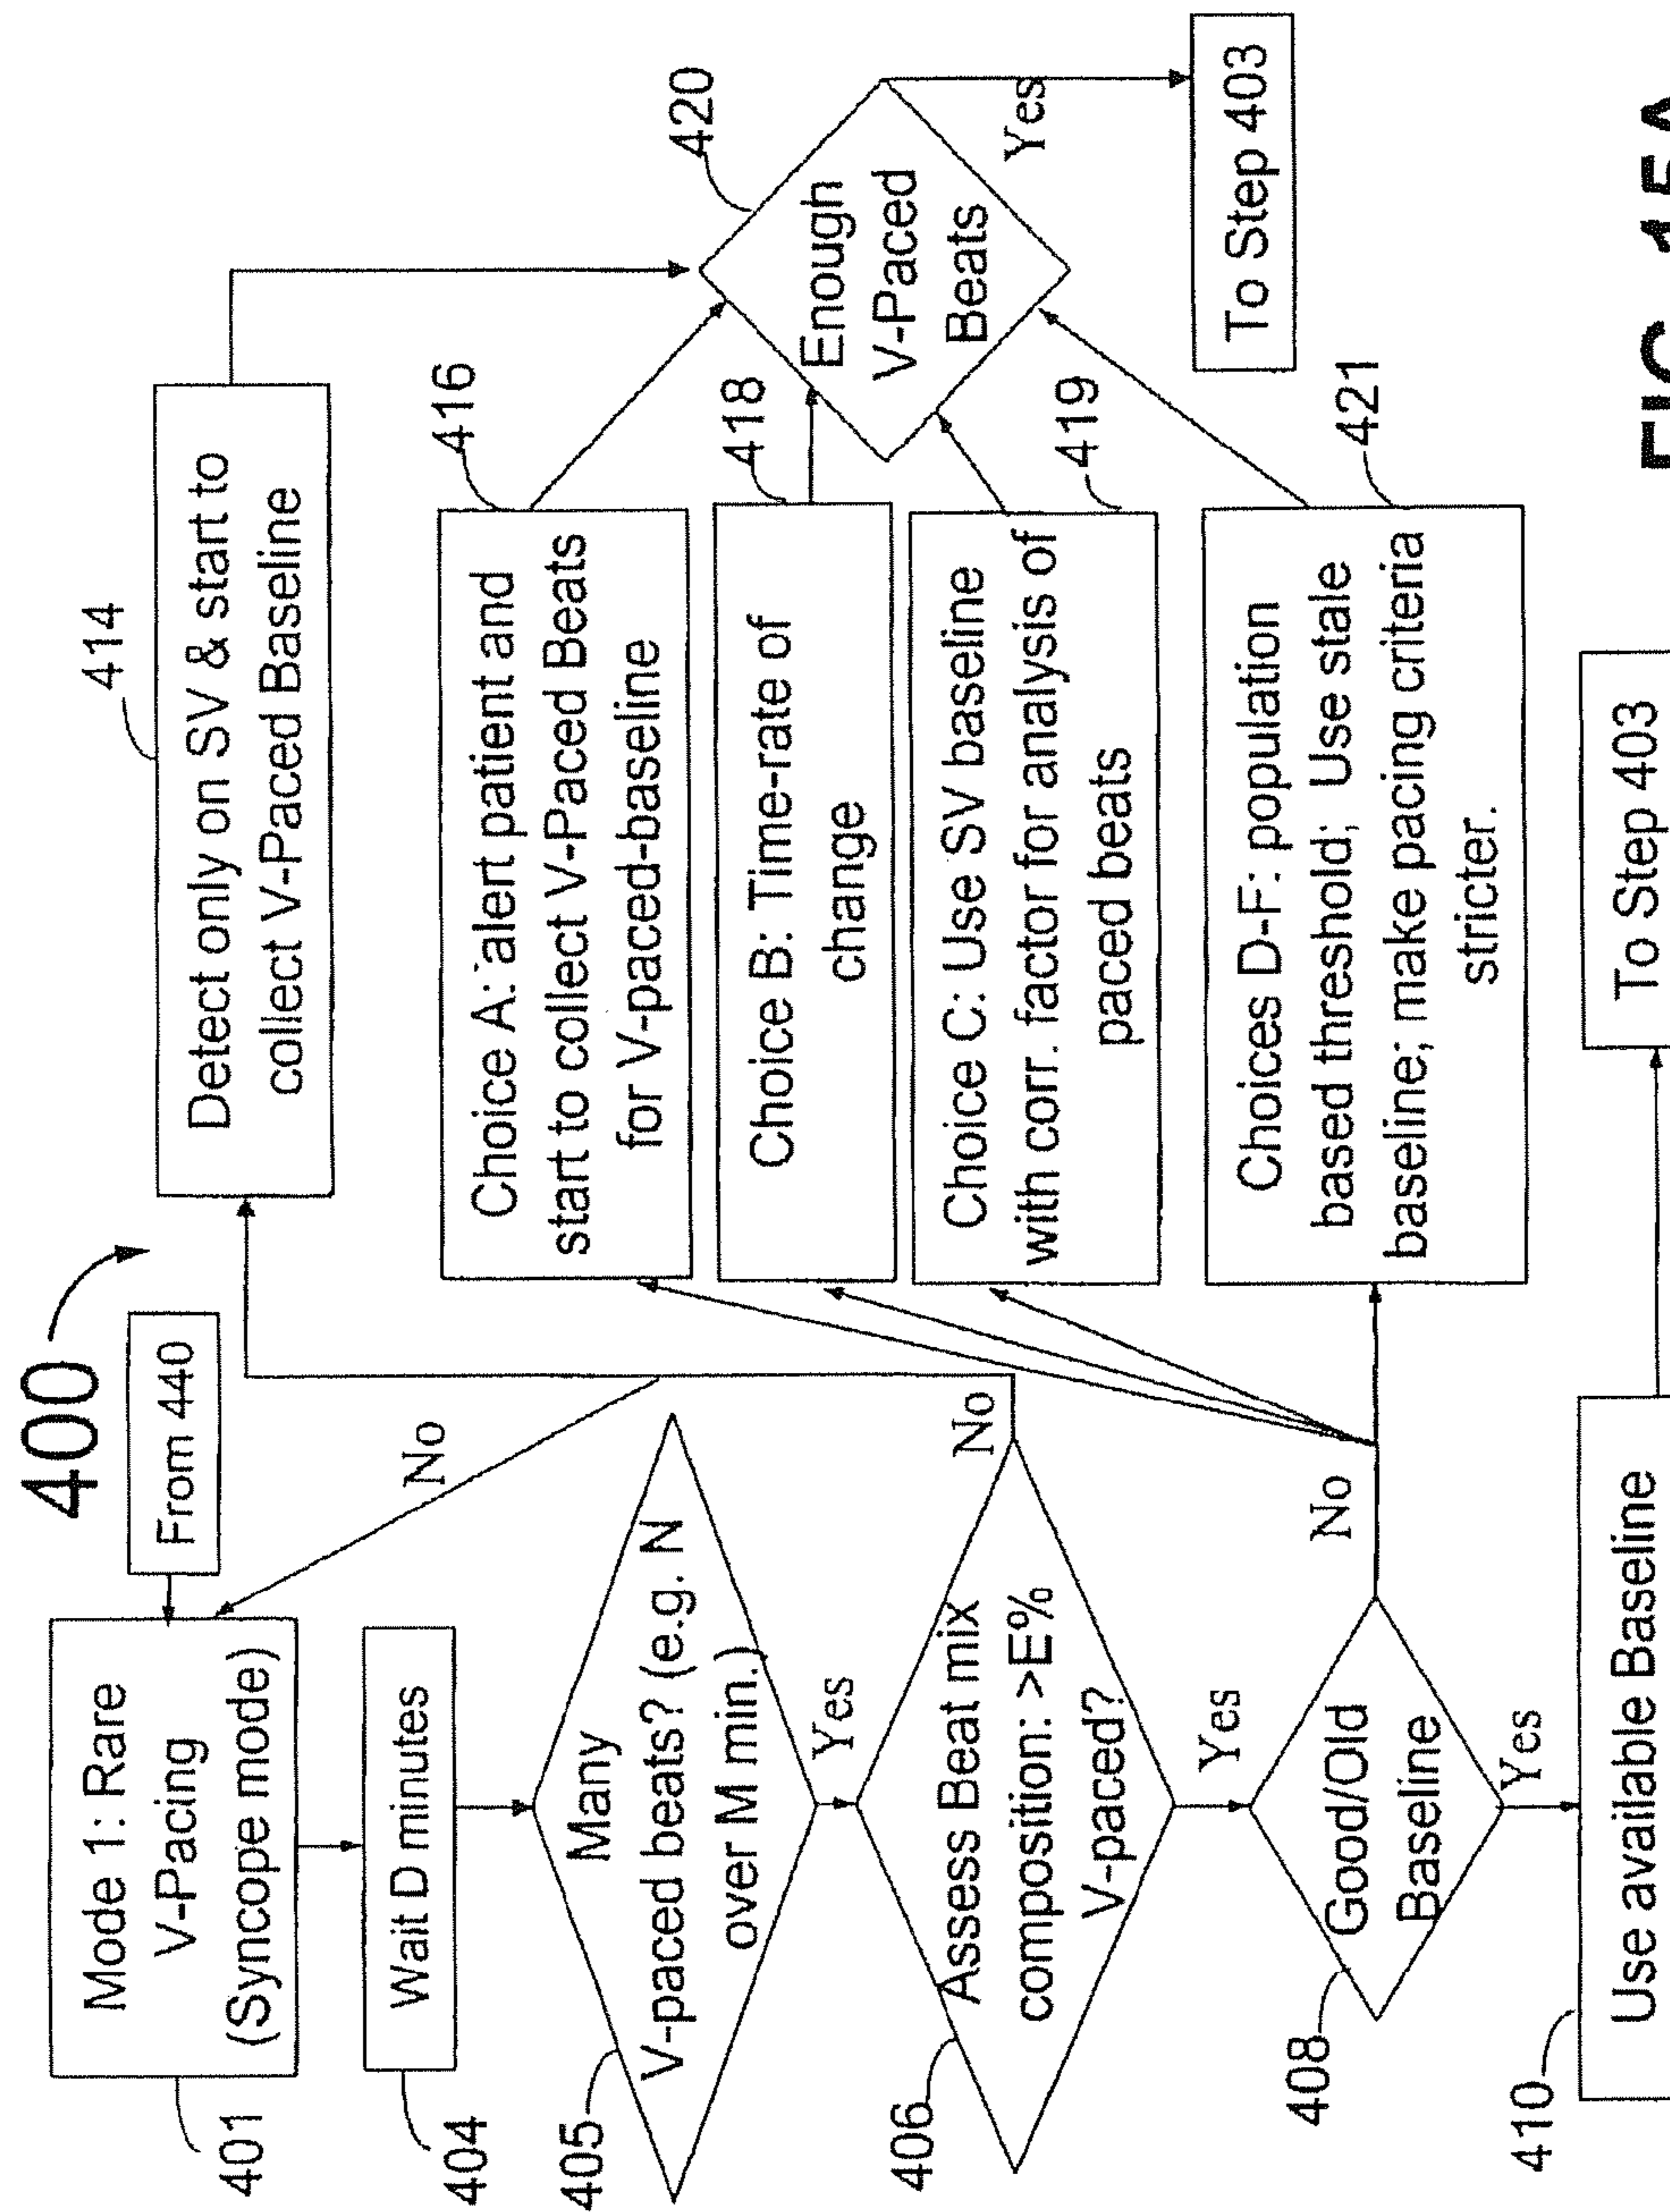 400
From 440
401
Mode 1: Rare
V-Pacing
(Syncope mode)
404
Wait D minutes
405
Many
V-paced beats? (e.g. N
over M min.)
No
Yes
406
Assess Beat mix
composition: >E%
V-paced?
No
Yes
408
Good/Old
Baseline
No
Yes
410
Use available Baseline
To Step 403
414
Detect only on SV & start to
collect V-Paced Baseline
416
Choice A: alert patient and
start to collect V-Paced Beats
for V-paced-baseline
418
Choice B: Time-rate of
change
419
Choice C: Use SV baseline
with corr. factor for analysis of
paced beats
421
Choices D-F: population
based threshold; Use stale
baseline; make pacing criteria
stricter.
420
Enough
V-Paced
Beats
Yes
To Step 403
FIG. 15A